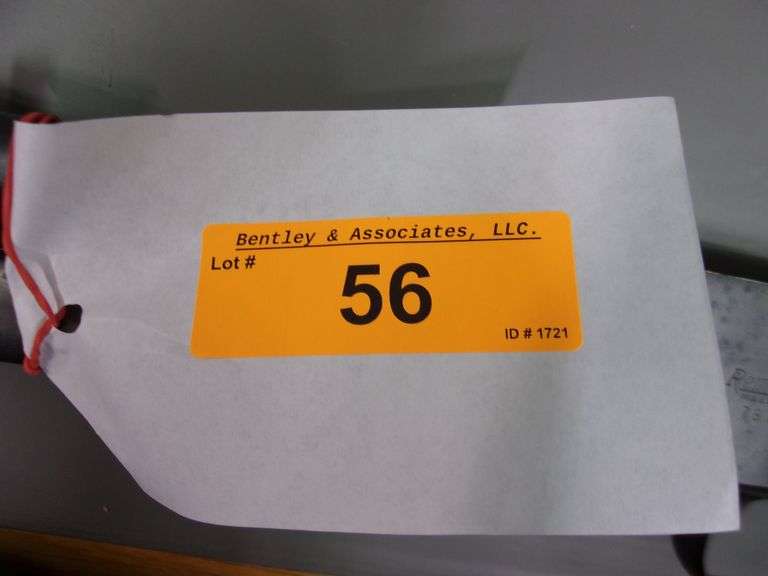 Bentley & Associates, LLC.
Lot #
56
ID # 1721